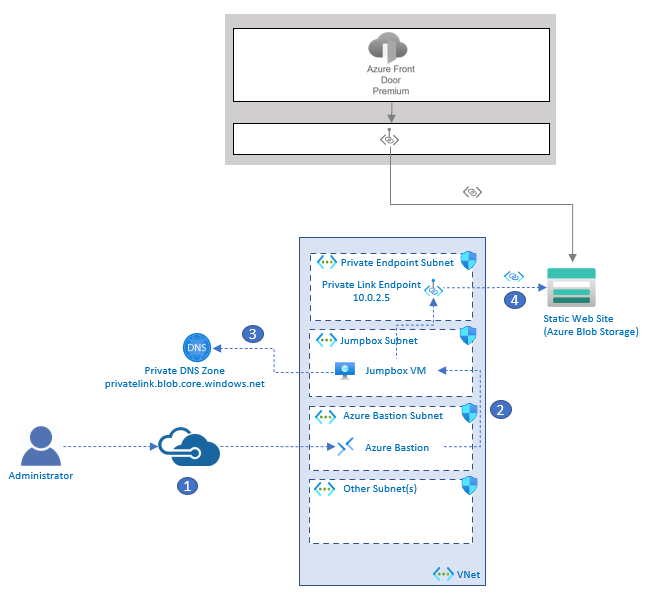 Azure Front
Door
Premium
Private Endpoint Subnet
Private Link Endpoint
10.0.2.5
4
Static Web Site
(Azure Blob Storage)
3
DNS
Private DNS Zone
privatelink.blob.core.windows.net
Jumpbox Subnet
Jumpbox VM
2
Azure Bastion Subnet
Azure Bastion
Administrator
1
Other Subnet(s)
VNet